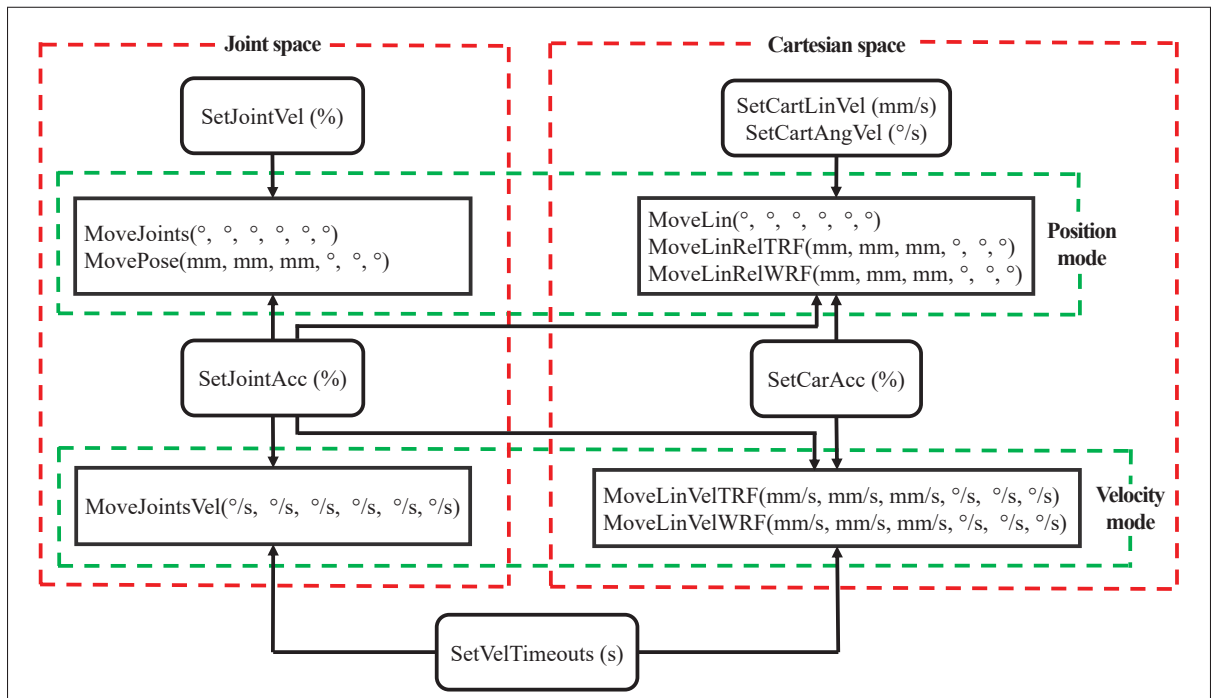 Joint space
Cartesian space
SetJointVel (%)
SetCartLinVel (mm/s)
SetCartAngVel (°/s)
MoveJoints(°, °, °, °, °, °)
MovePose(mm, mm, mm, °, °, °)
MoveLin(°, °, °, °, °, °)
MoveLinRelTRF(mm, mm, mm, °, °, °)
MoveLinRelWRF(mm, mm, mm, °, °, °)
Position
mode
SetJointAcc (%)
SetCarAcc (%)
MoveJointsVel(°/s, °/s, °/s, °/s, °/s, °/s)
MoveLinVelTRF(mm/s, mm/s, mm/s, °/s, °/s, °/s)
MoveLinVelWRF(mm/s, mm/s, mm/s, °/s, °/s, °/s)
Velocity
mode
SetVelTimeouts (s)